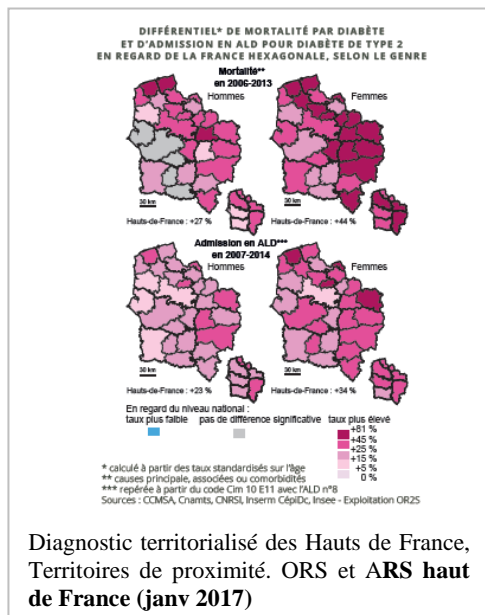 DIFFÉRENTIEL* DE MORTALITÉ PAR DIABÈTE
ET D'ADMISSION EN ALD POUR DIABÈTE DE TYPE 2
EN REGARD DE LA FRANCE HEXAGONALE, SELON LE GENRE
Mortalité**
en 2006-2013
Hommes
Femmes
30 km
Hauts-de-France : +27 %
30 km
Hauts-de-France : +44 %
Admission en ALD***
en 2007-2014
Hommes
Femmes
30 km
Hauts-de-France : +23 %
30 km
Hauts-de-France : +34 %
En regard du niveau national :
taux plus faible
pas de différence significative
taux plus élevé
+81 %
+45 %
+25 %
+15 %
+5 %
0 %
* calculé à partir des taux standardisés sur l'âge
** causes principale, associées ou comorbidités
*** repérée à partir du code Cim 10 E11 avec l'ALD n°8
Sources : CCMSA, Cnamts, CNRSI, Inserm CépiDc, Insee - Exploitation OR2S
Diagnostic territorialisé des Hauts de France,
Territoires de proximité. ORS et ARS haut
de France (janv 2017)